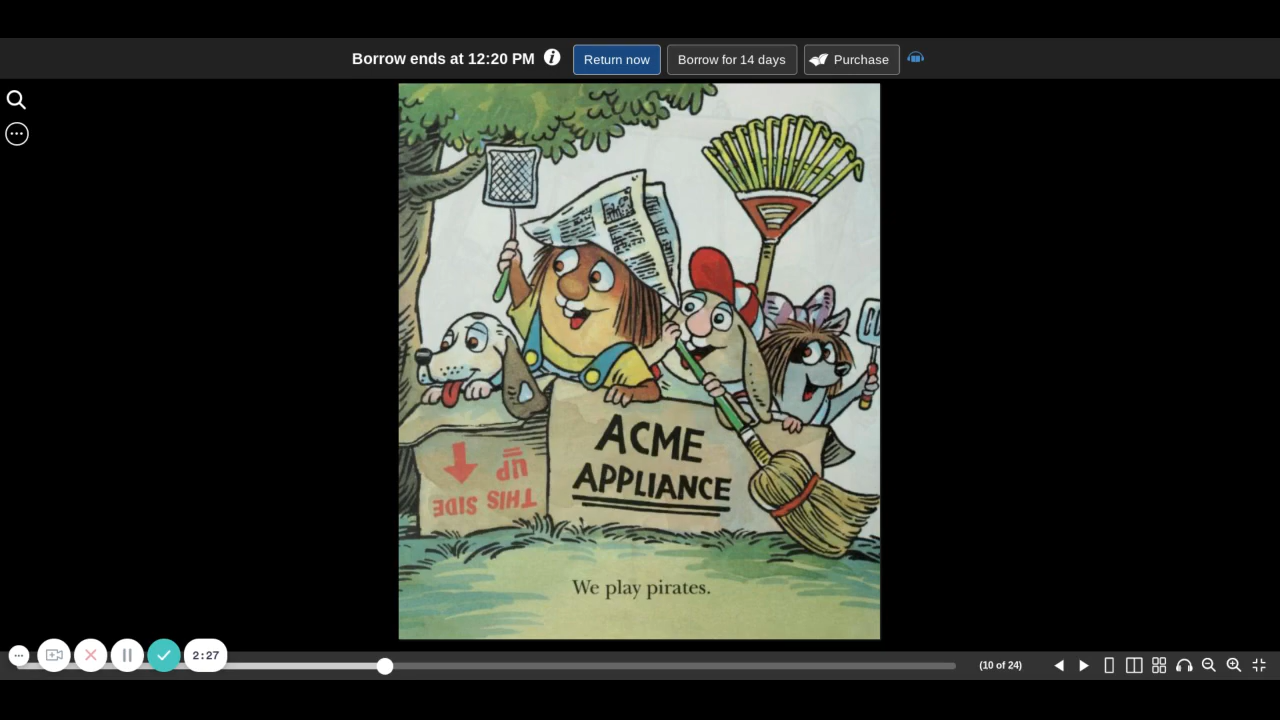 Borrow ends at 12:20 PM
Return now
Borrow for 14 days
Purchase
ACME
APPLIANCE
THIS SIDE
UP
We play pirates.
2:27
(10 of 24)